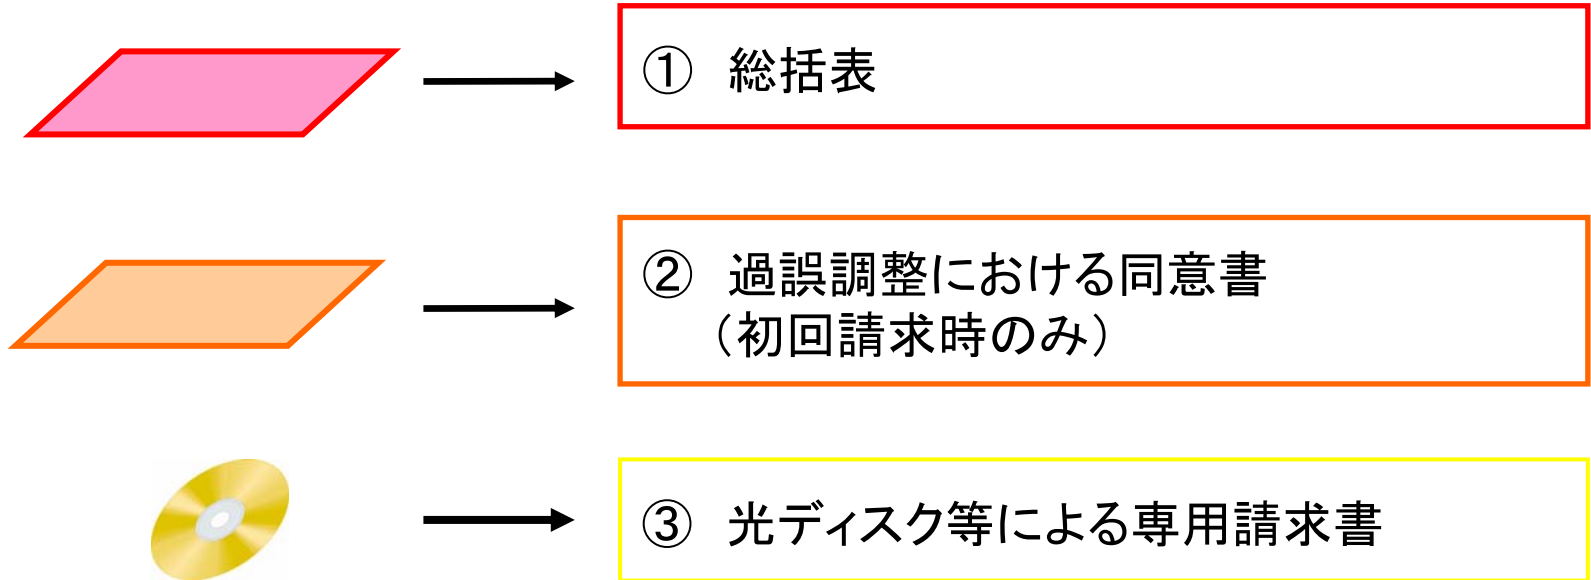 ① 総括表
② 過誤調整における同意書
（初回請求時のみ）
③ 光ディスク等による専用請求書